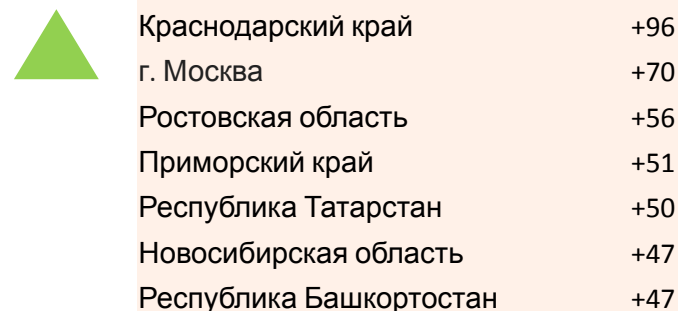 Краснодарский край +96
г. Москва +70
Ростовская область +56
Приморский край +51
Республика Татарстан +50
Новосибирская область +47
Республика Башкортостан +47